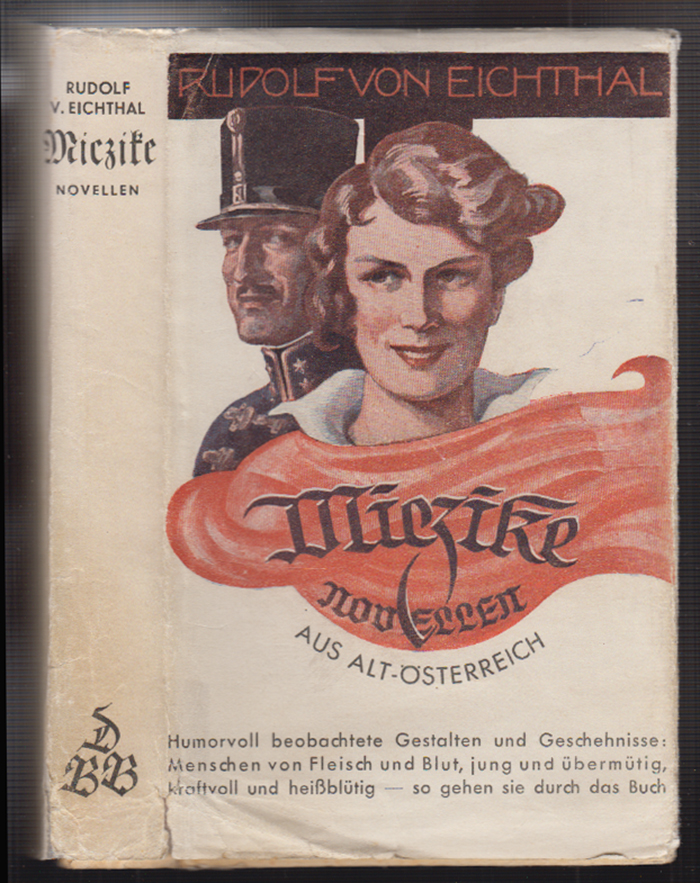 RUDOLF
V. EICHTHAL
Miczike
NOVELLEN
DBB
RUDOLF VON EICHTHAL
Miczike
NOVELLEN
AUS ALT-ÖSTERREICH
Humorvoll beobachtete Gestalten und Geschehnisse:
Menschen von Fleisch und Blut, jung und übermütig,
kraftvoll und heißblütig — so gehen sie durch das Buch